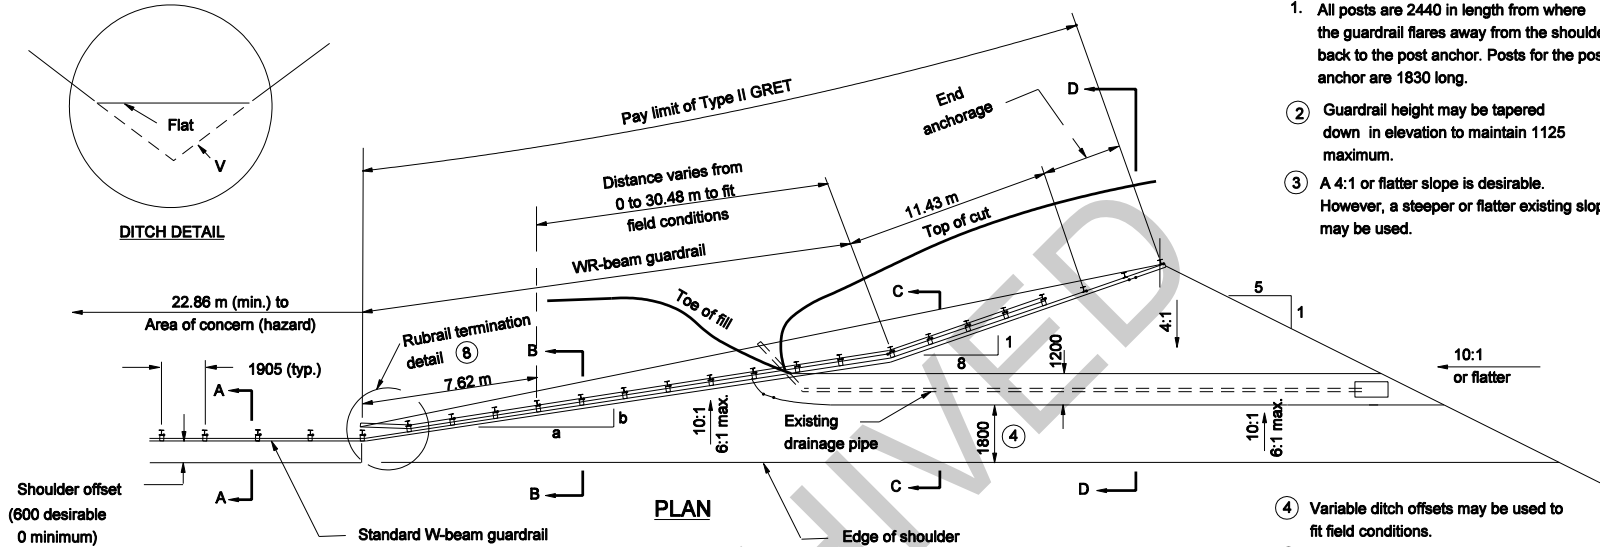 1. All posts are 2440 in length from where
the guardrail flares away from the shoulde
back to the post anchor. Posts for the pos
anchor are 1830 long.
2 Guardrail height may be tapered
down in elevation to maintain 1125
maximum.
3 A 4:1 or flatter slope is desirable.
However, a steeper or flatter existing slop
may be used.
Flat
V
DITCH DETAIL
Pay limit of Type II GRET
End
anchorage
D
Distance varies from
0 to 30.48 m to fit
field conditions
11.43 m
Top of cut
WR-beam guardrail
22.86 m (min.) to
Area of concern (hazard)
Toe of fill
C
5
1
4:1
Rubrail termination
detail 8
B
1905 (typ.)
7.62 m
A
1
8
1200
10:1
or flatter
a
b
10:1
6:1 max.
Existing
drainage pipe
1800
4
10:1
6:1 max.
Shoulder offset
(600 desirable
0 minimum)
A
B
C
D
PLAN
Standard W-beam guardrail
Edge of shoulder
4 Variable ditch offsets may be used to
fit field conditions.
HIVED